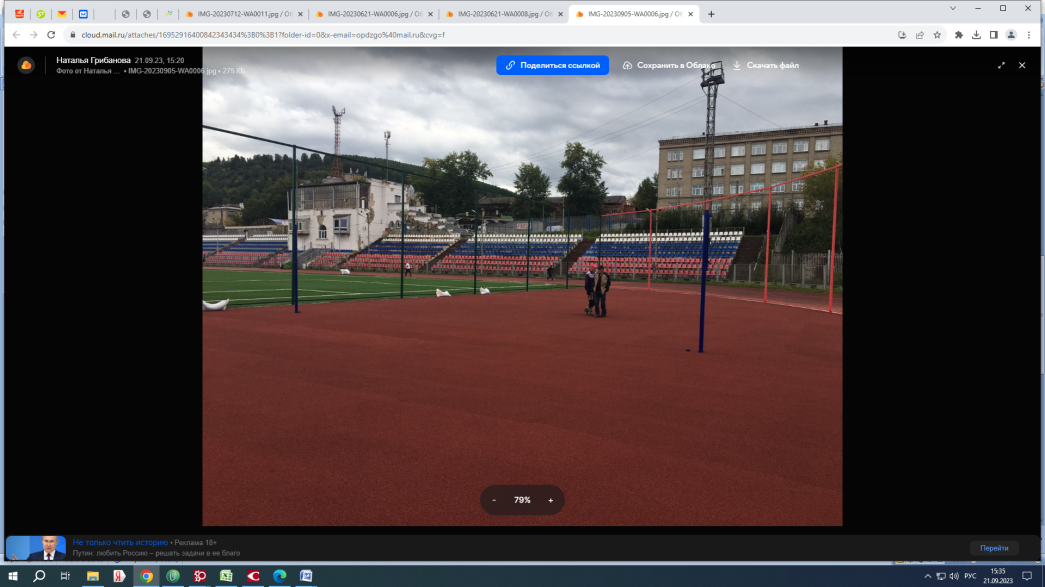 IMG-20230712-WA0011.jpg / Об
IMG-20230621-WA0006.jpg / Об
IMG-20230621-WA0008.jpg / Об
IMG-20230905-WA0006.jpg / Об
cloud.mail.ru/attaches/16952916400842343434%3B0%3B1?folder-id=0&x-email=opdzgo%40mail.ru&cvg=f
Наталья Грибанова 21.09.23, 15:20
Фото от Наталья ... • IMG-20230905-WA0006.jpg • 275 КБ
Поделиться ссылкой
Сохранить в Облако
Скачать файл
- 79% +
Не только чтить историю • Реклама 18+
Путин: любить Россию – решать задачи в ее благо
Перейти
РУС
15:35
21.09.2023